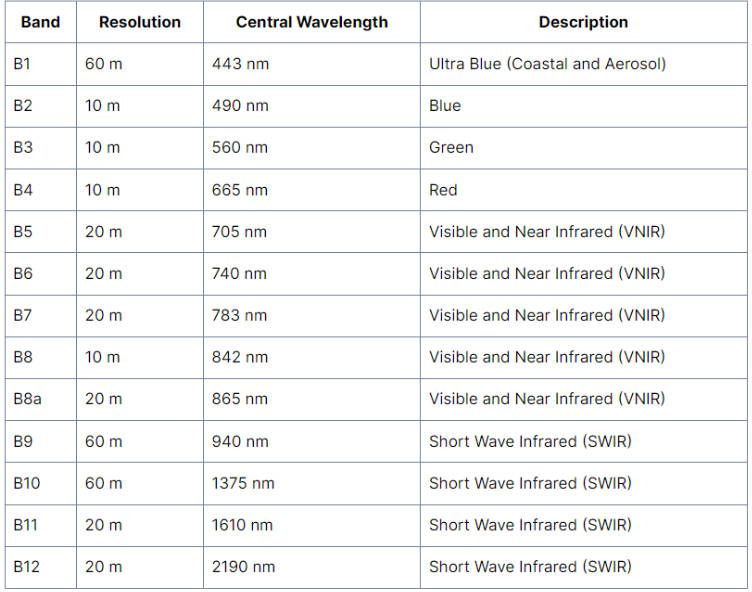 Band Resolution Central Wavelength Description
B1 60 m 443 nm Ultra Blue (Coastal and Aerosol)
B2 10 m 490 nm Blue
B3 10 m 560 nm Green
B4 10 m 665 nm Red
B5 20 m 705 nm Visible and Near Infrared (VNIR)
B6 20 m 740 nm Visible and Near Infrared (VNIR)
B7 20 m 783 nm Visible and Near Infrared (VNIR)
B8 10 m 842 nm Visible and Near Infrared (VNIR)
B8a 20 m 865 nm Visible and Near Infrared (VNIR)
B9 60 m 940 nm Short Wave Infrared (SWIR)
B10 60 m 1375 nm Short Wave Infrared (SWIR)
B11 20 m 1610 nm Short Wave Infrared (SWIR)
B12 20 m 2190 nm Short Wave Infrared (SWIR)